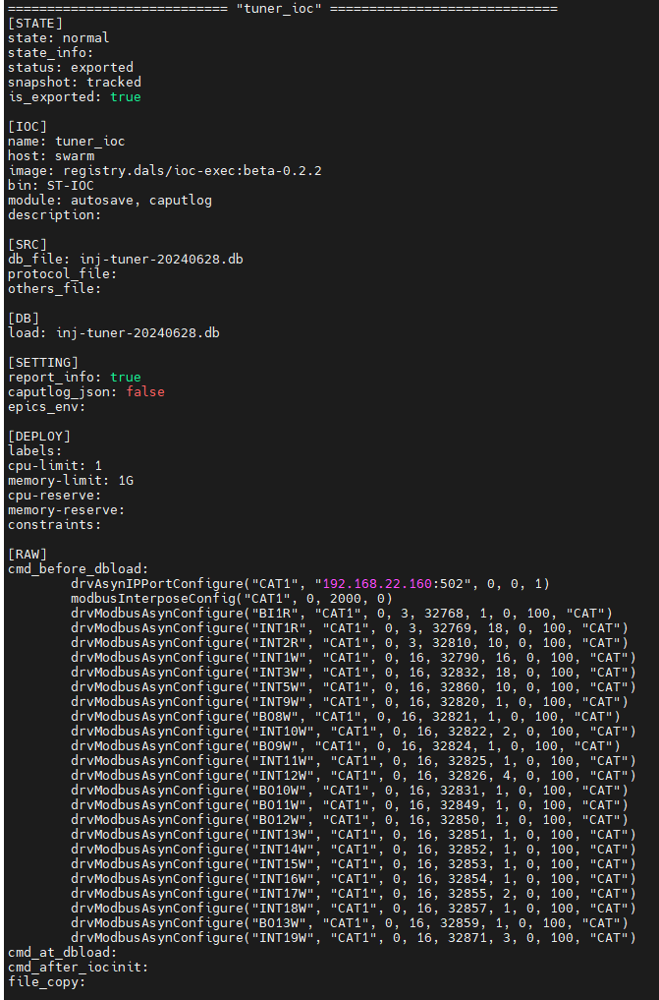 ============================ "tuner_ioc" =============================
[STATE]
state: normal
state_info:
status: exported
snapshot: tracked
is_exported: true
[IOC]
name: tuner_ioc
host: swarm
image: registry.dals/ioc-exec:beta-0.2.2
bin: ST-IOC
module: autosave, caputlog
description:
[SRC]
db_file: inj-tuner-20240628.db
protocol_file:
others_file:
[DB]
load: inj-tuner-20240628.db
[SETTING]
report_info: true
caputlog_json: false
epics_env:
[DEPLOY]
labels:
cpu-limit: 1
memory-limit: 1G
cpu-reserve:
memory-reserve:
constraints:
[RAW]
cmd_before_dbload:
drvAsynIPPortConfigure("CAT1", "192.168.22.160:502", 0, 0, 1)
modbusInterposeConfig("CAT1", 0, 2000, 0)
drvModbusAsynConfigure("BI1R", "CAT1", 0, 3, 32768, 1, 0, 100, "CAT")
drvModbusAsynConfigure("INT1R", "CAT1", 0, 3, 32769, 18, 0, 100, "CAT")
drvModbusAsynConfigure("INT2R", "CAT1", 0, 3, 32810, 10, 0, 100, "CAT")
drvModbusAsynConfigure("INT1W", "CAT1", 0, 16, 32790, 16, 0, 100, "CAT")
drvModbusAsynConfigure("INT3W", "CAT1", 0, 16, 32832, 18, 0, 100, "CAT")
drvModbusAsynConfigure("INT5W", "CAT1", 0, 16, 32860, 10, 0, 100, "CAT")
drvModbusAsynConfigure("INT9W", "CAT1", 0, 16, 32820, 1, 0, 100, "CAT")
drvModbusAsynConfigure("BO8W", "CAT1", 0, 16, 32821, 1, 0, 100, "CAT")
drvModbusAsynConfigure("INT10W", "CAT1", 0, 16, 32822, 2, 0, 100, "CAT")
drvModbusAsynConfigure("BO9W", "CAT1", 0, 16, 32824, 1, 0, 100, "CAT")
drvModbusAsynConfigure("INT11W", "CAT1", 0, 16, 32825, 1, 0, 100, "CAT")
drvModbusAsynConfigure("INT12W", "CAT1", 0, 16, 32826, 4, 0, 100, "CAT")
drvModbusAsynConfigure("BO10W", "CAT1", 0, 16, 32831, 1, 0, 100, "CAT")
drvModbusAsynConfigure("BO11W", "CAT1", 0, 16, 32849, 1, 0, 100, "CAT")
drvModbusAsynConfigure("BO12W", "CAT1", 0, 16, 32850, 1, 0, 100, "CAT")
drvModbusAsynConfigure("INT13W", "CAT1", 0, 16, 32851, 1, 0, 100, "CAT")
drvModbusAsynConfigure("INT14W", "CAT1", 0, 16, 32852, 1, 0, 100, "CAT")
drvModbusAsynConfigure("INT15W", "CAT1", 0, 16, 32853, 1, 0, 100, "CAT")
drvModbusAsynConfigure("INT16W", "CAT1", 0, 16, 32854, 1, 0, 100, "CAT")
drvModbusAsynConfigure("INT17W", "CAT1", 0, 16, 32855, 2, 0, 100, "CAT")
drvModbusAsynConfigure("INT18W", "CAT1", 0, 16, 32857, 1, 0, 100, "CAT")
drvModbusAsynConfigure("BO13W", "CAT1", 0, 16, 32859, 1, 0, 100, "CAT")
drvModbusAsynConfigure("INT19W", "CAT1", 0, 16, 32871, 3, 0, 100, "CAT")
cmd_at_dbload:
cmd_after_iocinit:
file_copy: